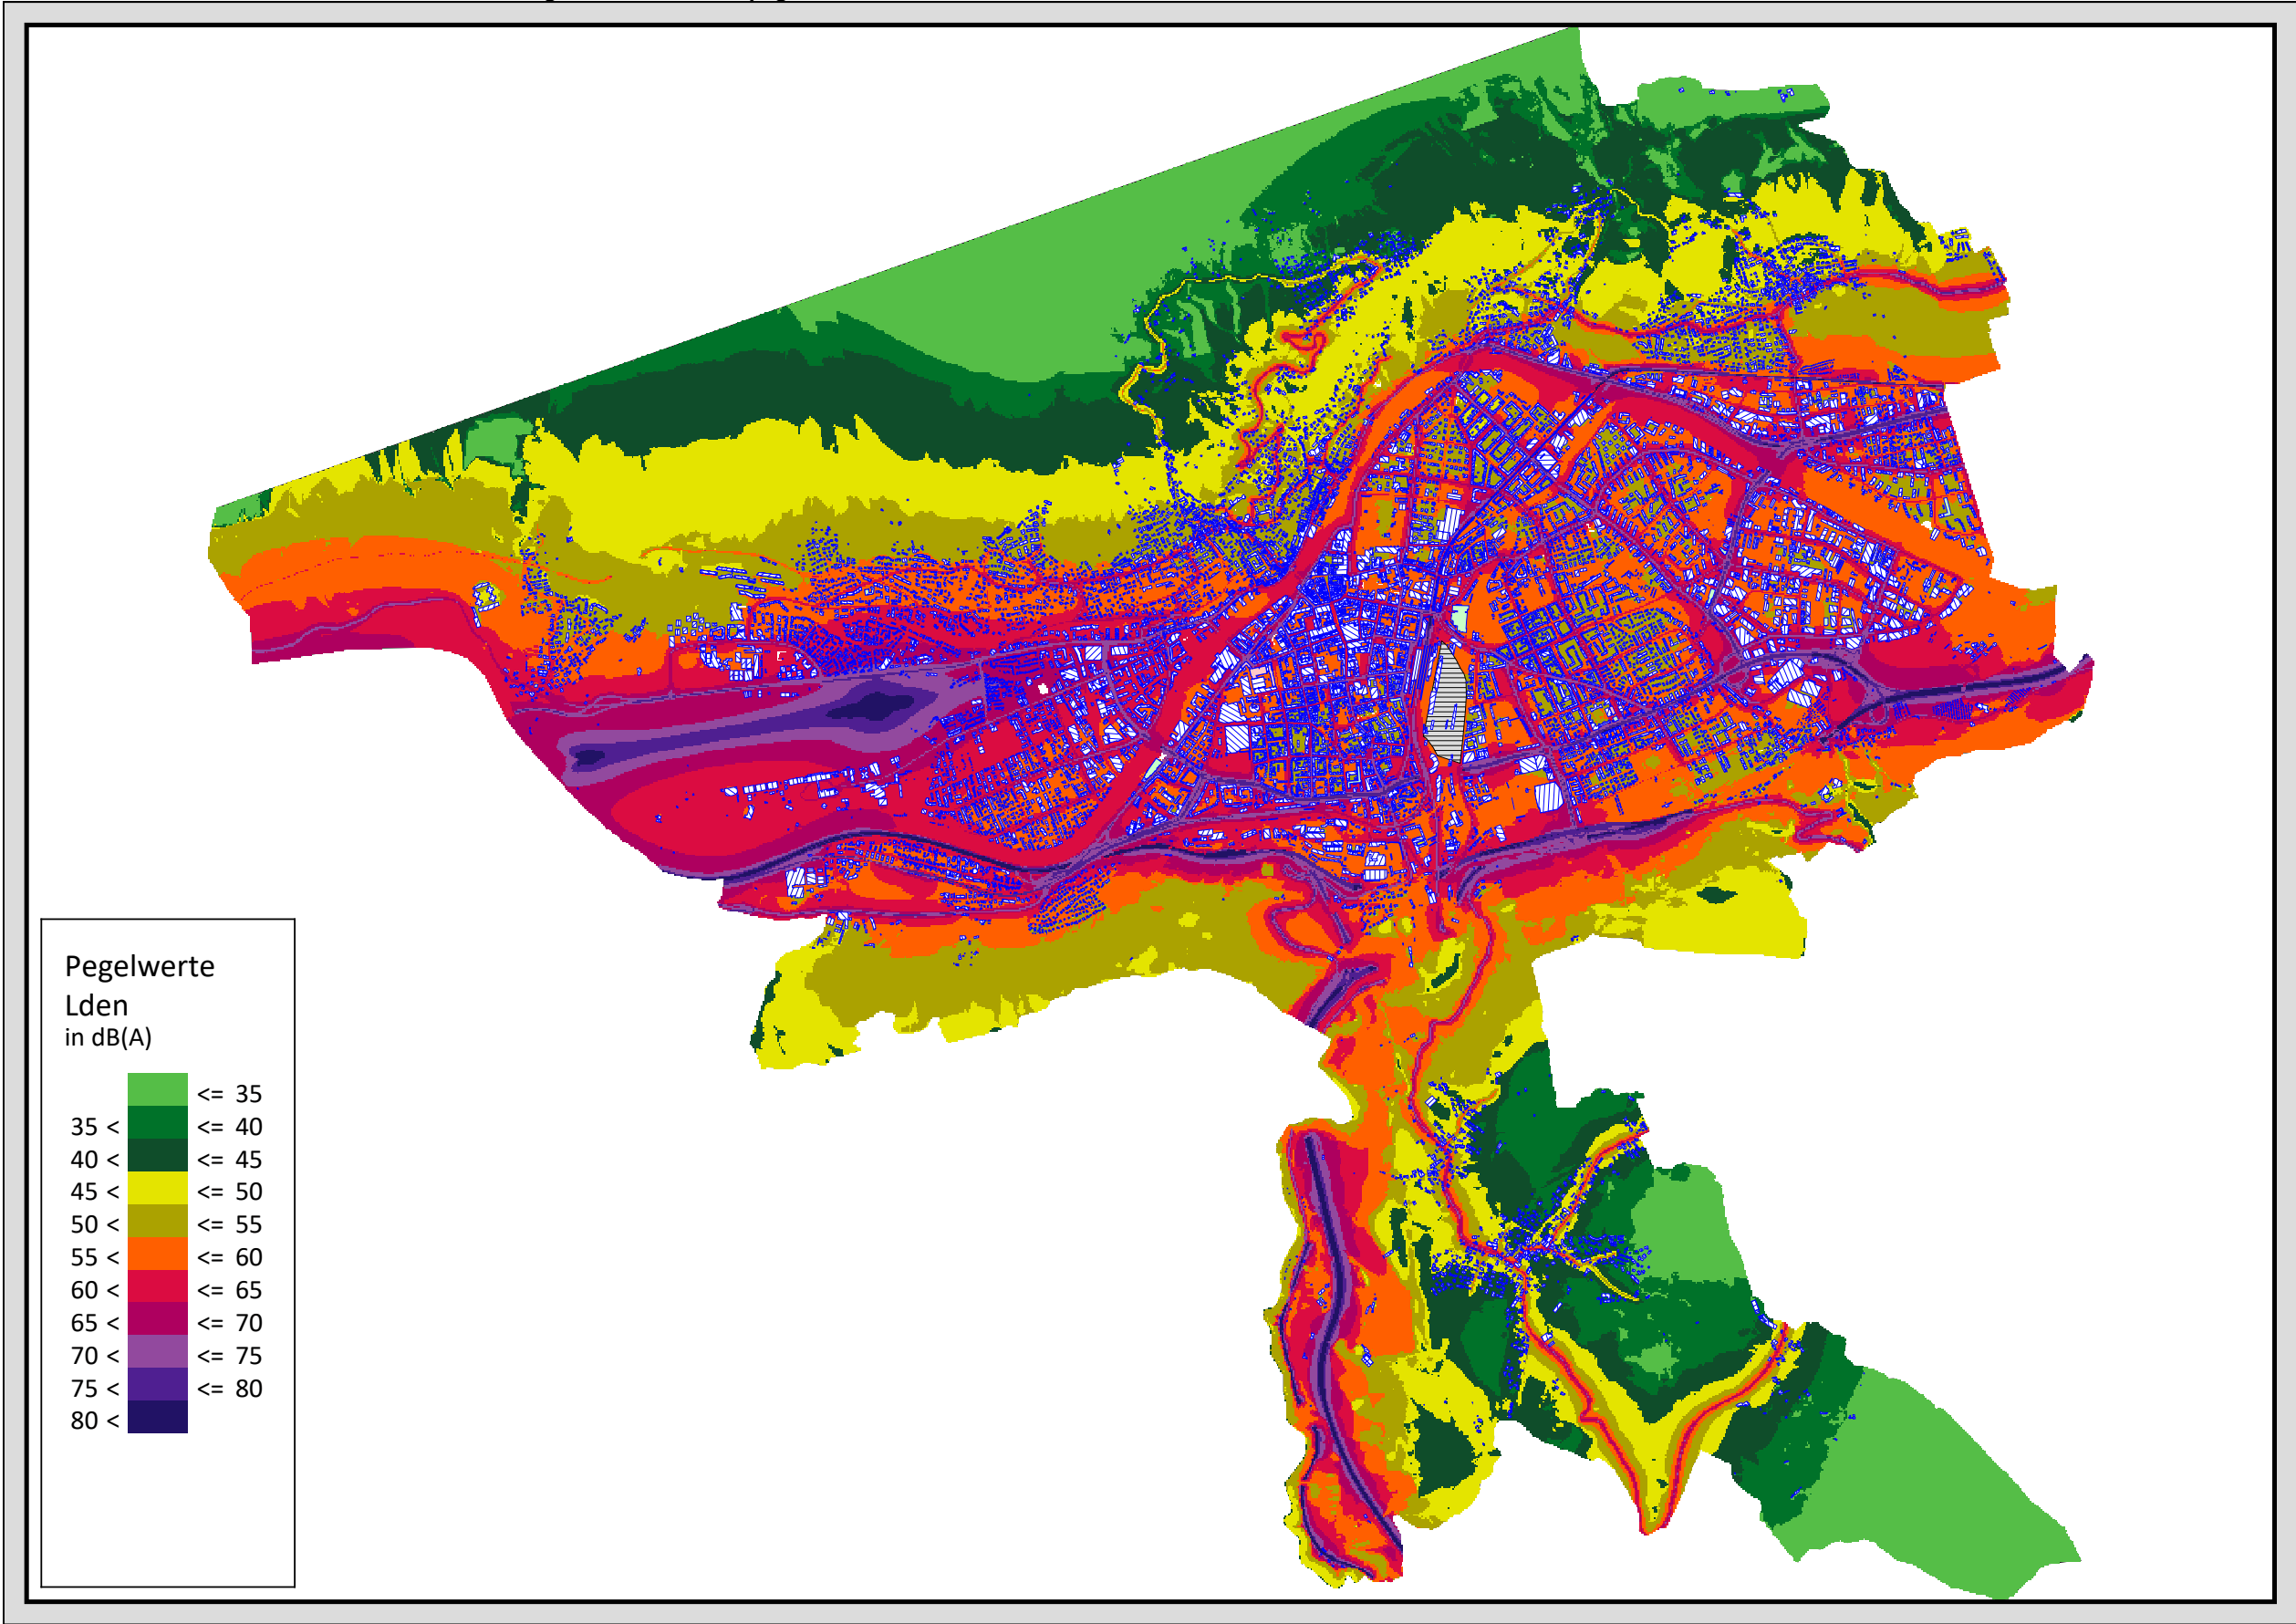 Pegelwerte
Lden
in dB(A)
<= 35
35 < <= 40
40 < <= 45
45 < <= 50
50 < <= 55
55 < <= 60
60 < <= 65
65 < <= 70
70 < <= 75
75 < <= 80
80 <